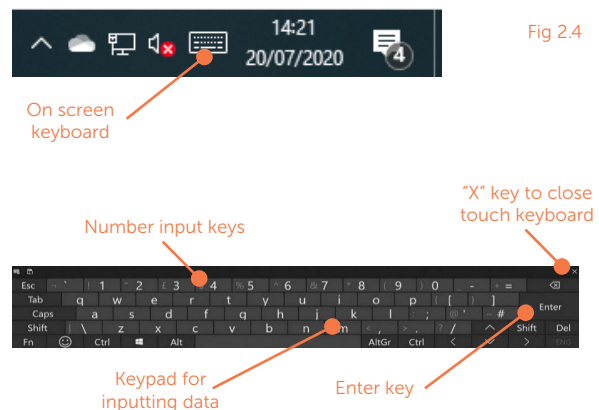 14:21
20/07/2020
4
Fig 2.4
On screen
keyboard
"X" key to close
touch keyboard
Number input keys
Esc ¬ ` ! 1 " 2 £ 3 $ 4 % 5 ^ 6 & 7 * 8 ( 9 ) 0 _ - + =
Tab q w e r t y u i o p { [ } ]
Enter
Caps a s d f g h j k l : ; @ ' ~ #
Shift | \ z x c v b n m < , > . ? / Shift Del
Fn Ctrl Alt AltGr Ctrl < > ENG
Keypad for
inputting data
Enter key